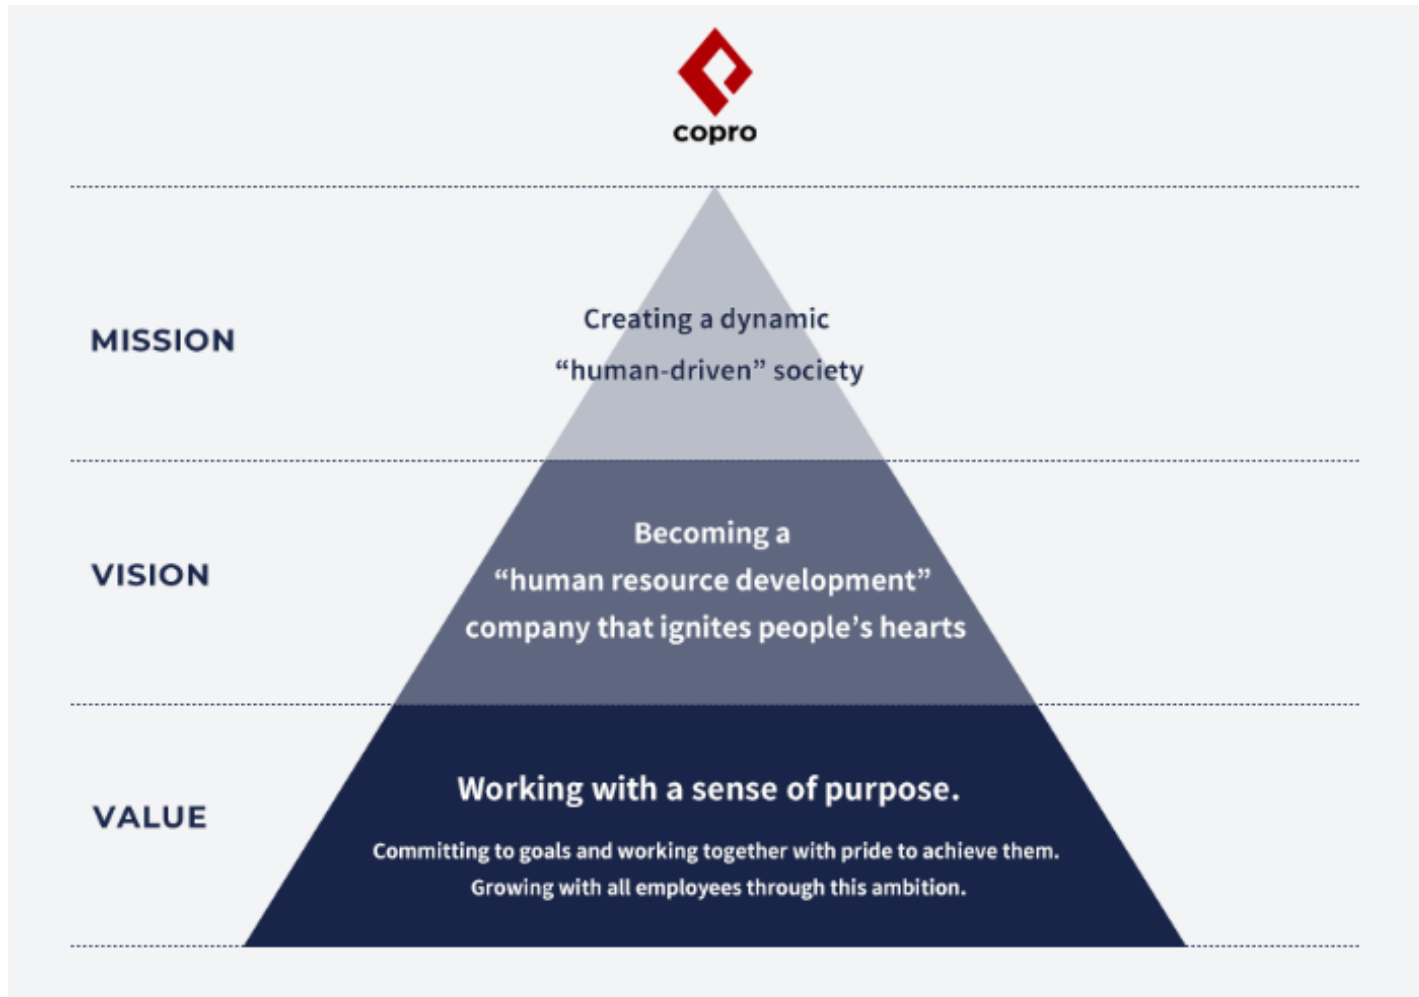 copro
MISSION
Creating a dynamic
“human-driven” society
VISION
Becoming a
“human resource development”
company that ignites people’s hearts
VALUE
Working with a sense of purpose.
Committing to goals and working together with pride to achieve them.
Growing with all employees through this ambition.